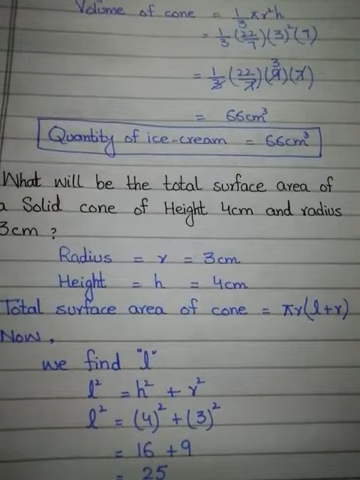 Volume of cone = 1/3 πr²h
= 1/3 (22/7) (3)² (7)
= 1/3 (22/7) (9 3) (7)
= 66cm³
Quantity of ice-cream = 66cm³
What will be the total surface area of
a Solid cone of Height 4cm and radius
3cm ?
Radius = r = 3cm
Height = h = 4cm
Total surface area of cone = πr(l+r)
Now,
we find "l"
l² = h² + r²
l² = (4)² + (3)²
= 16 + 9
= 25